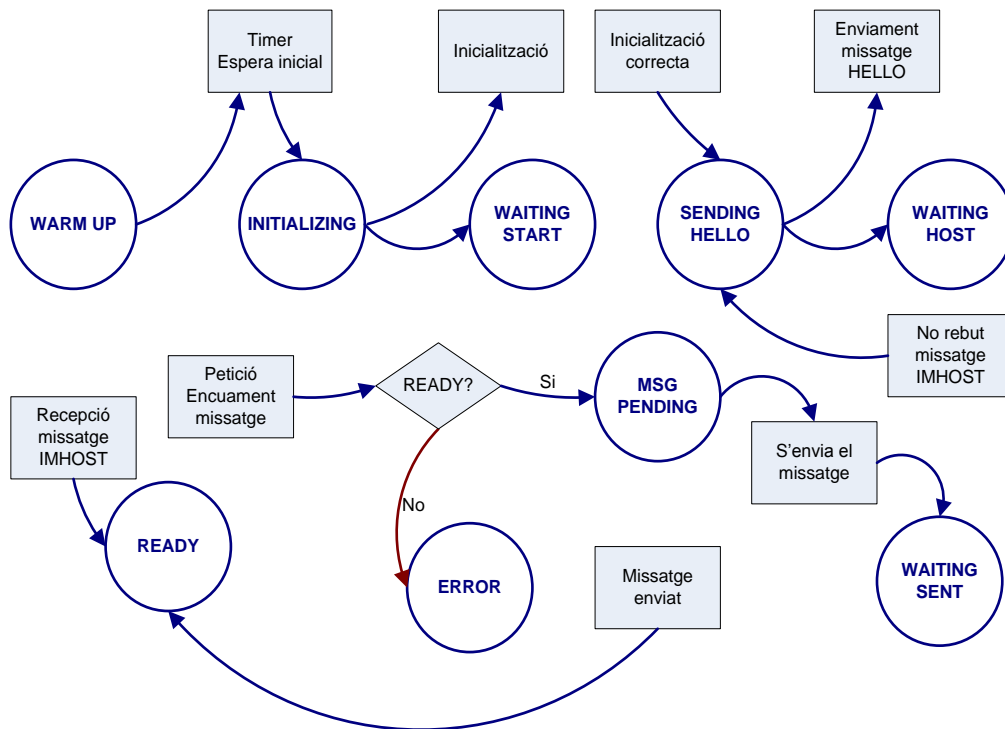 Timer
Espera inicial
Inicialització
Inicialització
correcta
Enviament
missatge
HELLO
WARM UP
INITIALIZING
WAITING
START
SENDING
HELLO
WAITING
HOST
No rebut
missatge
IMHOST
Petició
Encuament
missatge
READY?
Si
MSG
PENDING
Recepció
missatge
IMHOST
S'envia el
missatge
No
READY
ERROR
Missatge
enviat
WAITING
SENT